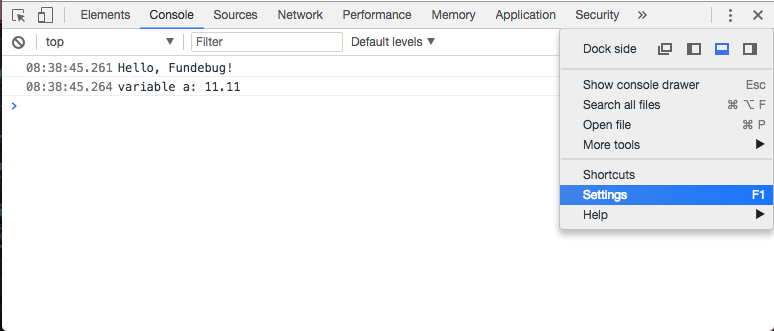 Elements Console Sources Network Performance Memory Application Security »
top Filter Default levels
08:38:45.261 Hello, Fundebug!
08:38:45.264 variable a: 11.11
Dock side
Show console drawer Esc
Search all files ⌘ ⌥ F
Open file ⌘ P
More tools
Shortcuts
Settings F1
Help